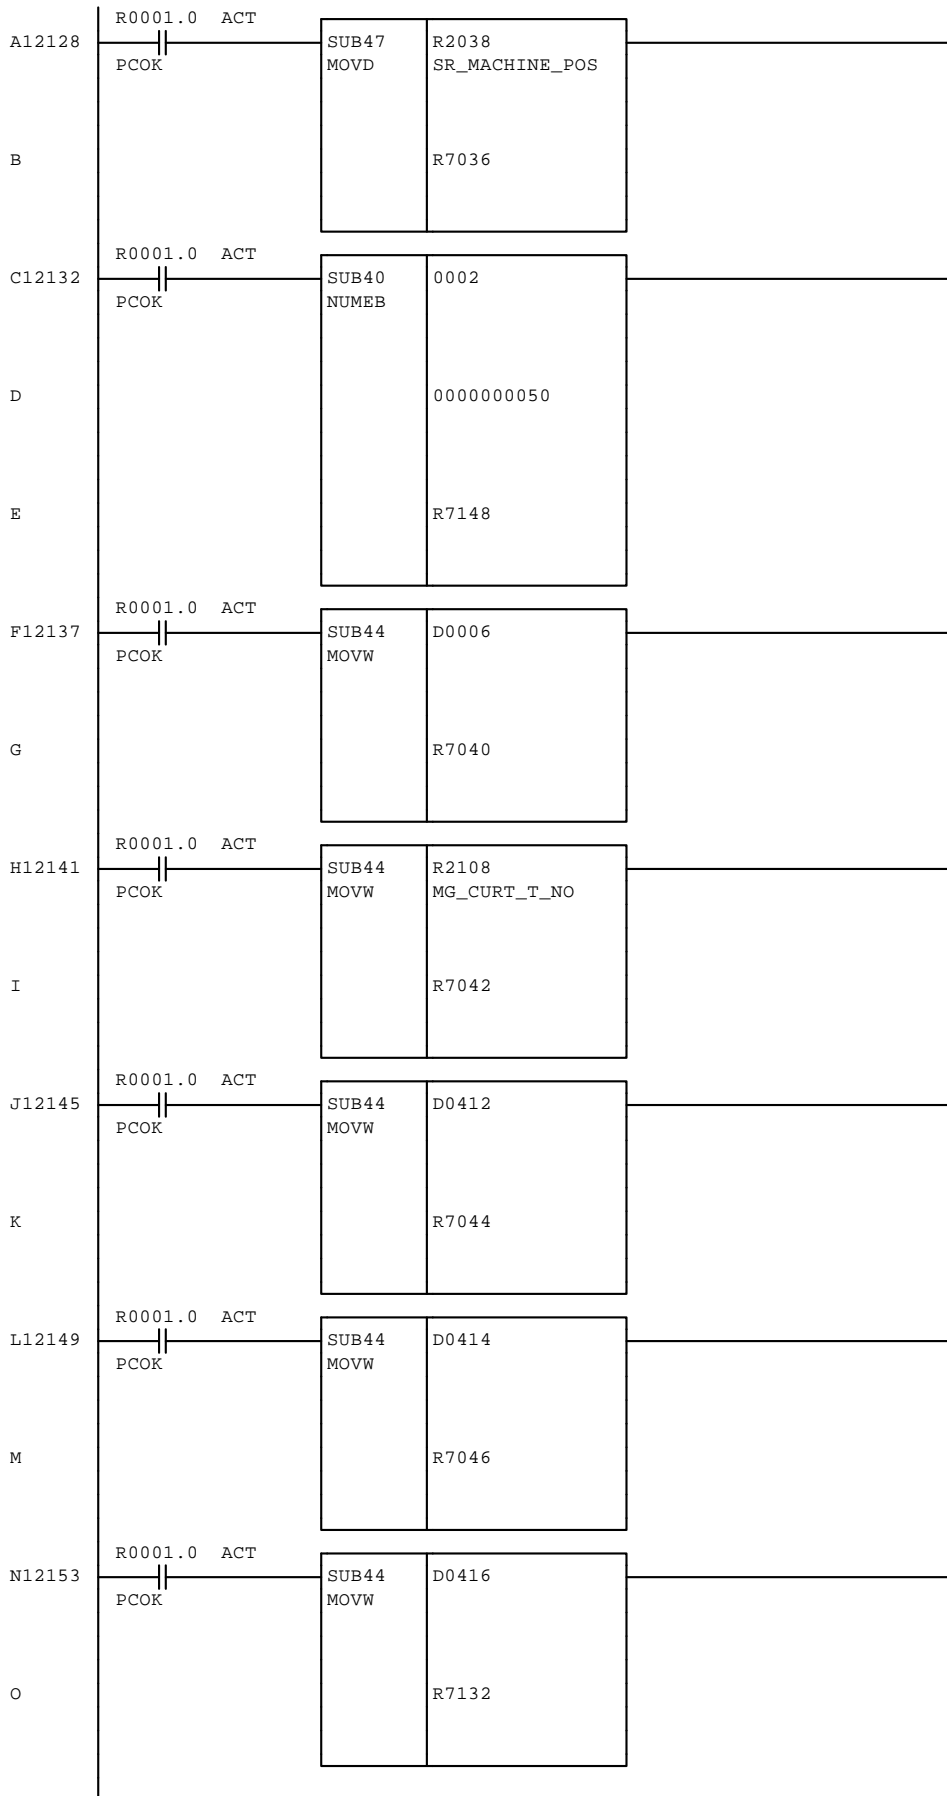 R0001.0 ACT
A12128 SUB47 R2038
PCOK MOVD SR_MACHINE_POS
B R7036
R0001.0 ACT
C12132 SUB40 0002
PCOK NUMEB
D 0000000050
E R7148
R0001.0 ACT
F12137 SUB44 D0006
PCOK MOVW
G R7040
R0001.0 ACT
H12141 SUB44 R2108
PCOK MOVW MG_CURT_T_NO
I R7042
R0001.0 ACT
J12145 SUB44 D0412
PCOK MOVW
K R7044
R0001.0 ACT
L12149 SUB44 D0414
PCOK MOVW
M R7046
R0001.0 ACT
N12153 SUB44 D0416
PCOK MOVW
O R7132